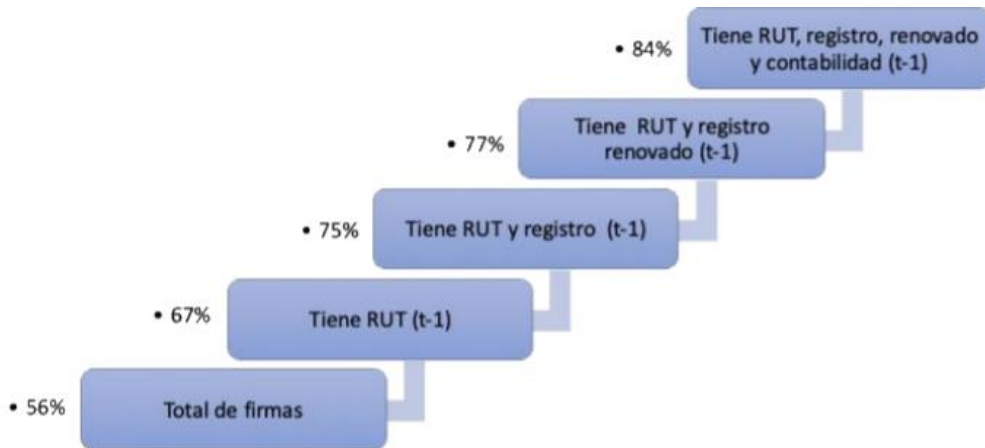 • 84%
Tiene RUT, registro, renovado
y contabilidad (t-1)
• 77%
Tiene RUT y registro
renovado (t-1)
• 75%
Tiene RUT y registro (t-1)
• 67%
Tiene RUT (t-1)
• 56%
Total de firmas